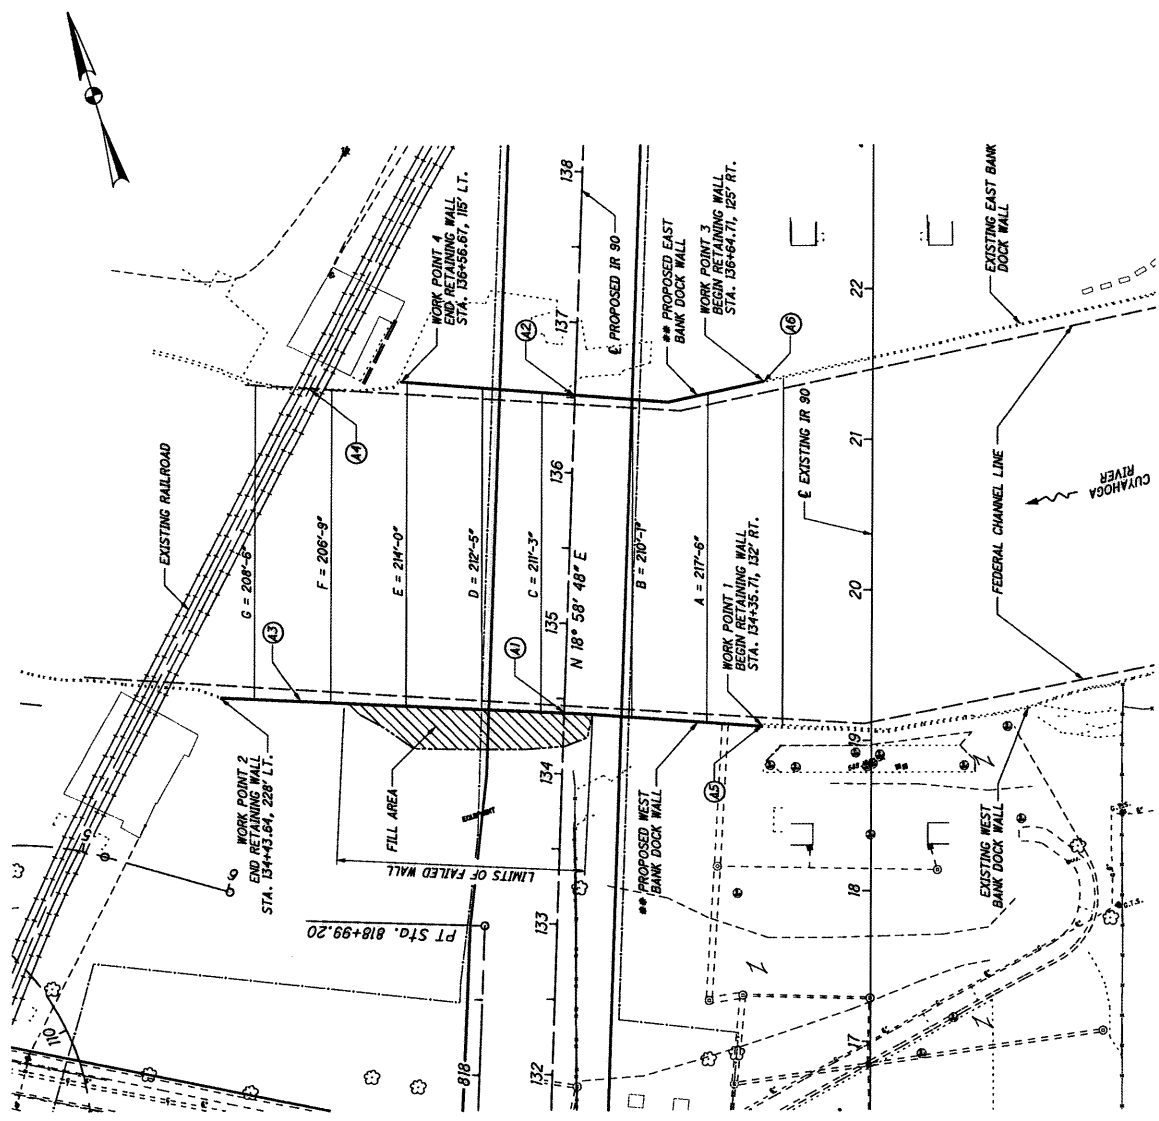 138
EXISTING EAST BANK
DOCK WALL
WORK POINT 4
END RETAINING WALL
STA. 136+56.67, 115' LT.
℄ PROPOSED IR 90
** PROPOSED EAST
BANK DOCK WALL
WORK POINT 3
BEGIN RETAINING WALL
STA. 136+64.71, 125' RT.
22
A2
137
A6
A4
EXISTING RAILROAD
136
℄ EXISTING IR 90
21
FEDERAL CHANNEL LINE
CUYAHOGA
RIVER
G = 208'-6"
F = 206'-9"
E = 214'-0"
D = 212'-5"
C = 211'-3"
B = 210'-1"
A = 217'-6"
N 18° 58' 48" E
20
135
A3
A1
WORK POINT 1
BEGIN RETAINING WALL
STA. 134+35.71, 132' RT.
19
134
WORK POINT 2
END RETAINING WALL
STA. 134+43.64, 228' LT.
FILL AREA
EQUIPMENT
LIMITS OF FAILED WALL
** PROPOSED WEST
BANK DOCK WALL
A5
EXISTING WEST
BANK DOCK WALL
5
9
18
133
PT Sta. 818+99.20
G.T.S.
110
17
818
132